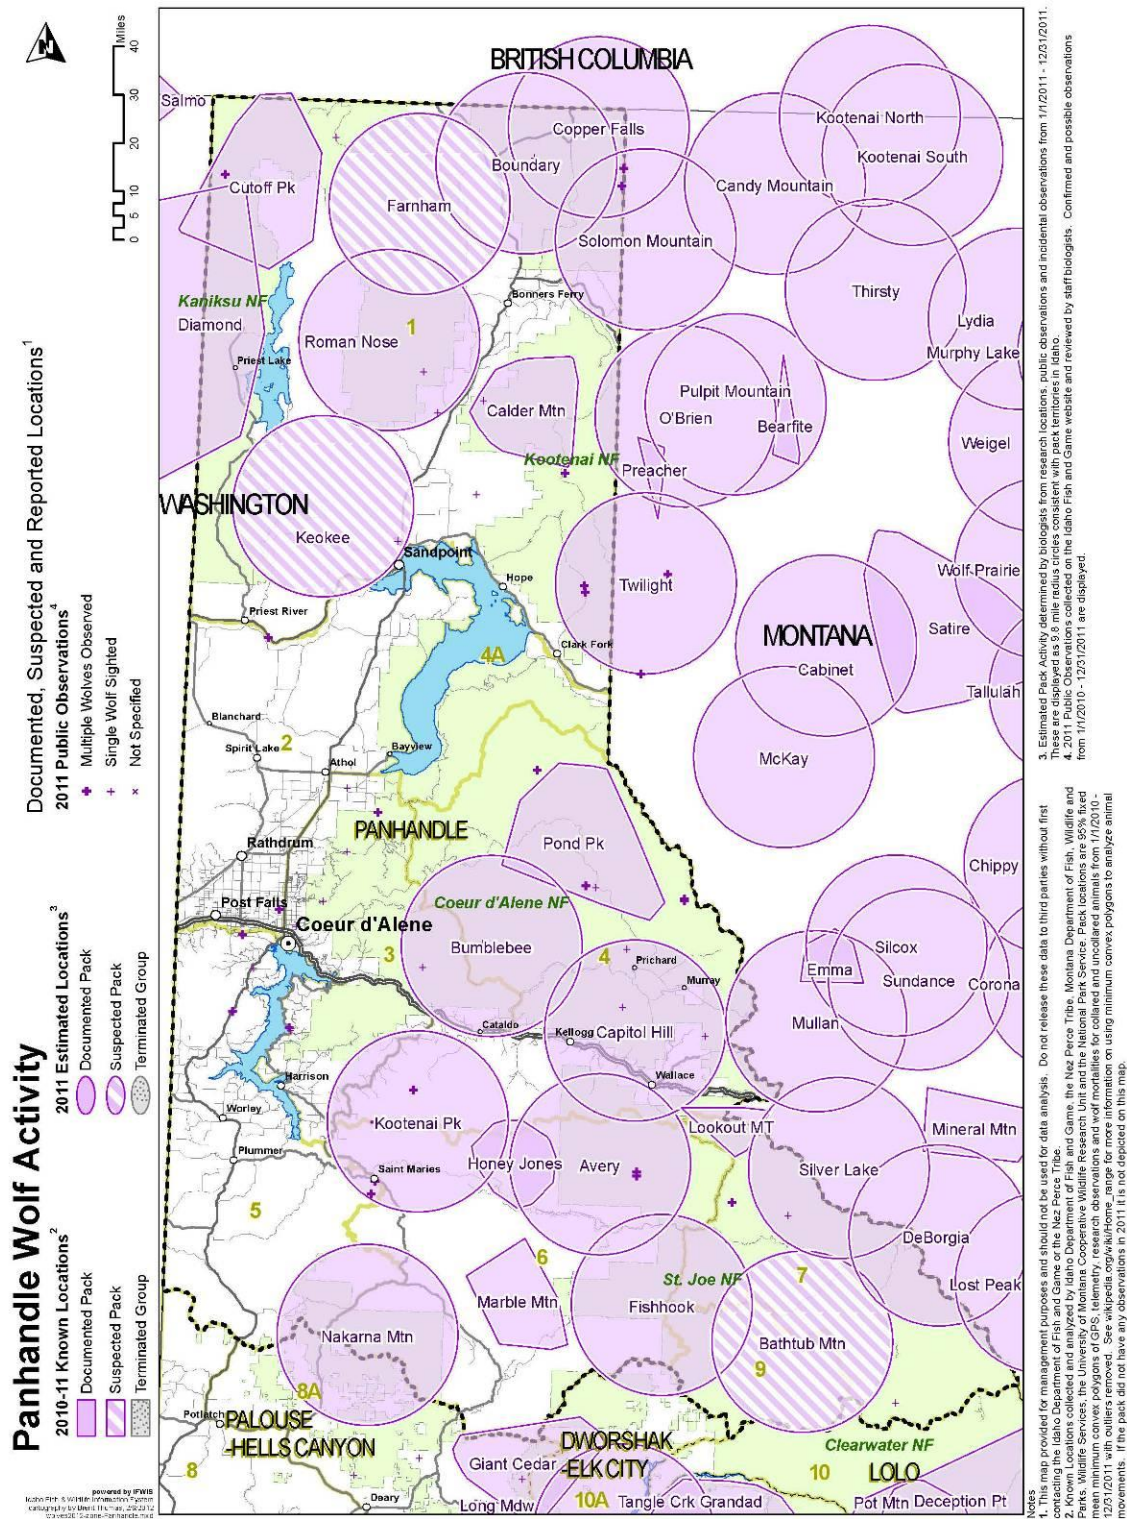 Panhandle Wolf Activity
2010-11 Known Locations2
Documented Pack
Suspected Pack
Terminated Group
2011 Estimated Locations3
Documented Pack
Suspected Pack
Terminated Group
Documented, Suspected and Reported Locations1
2011 Public Observations4
Multiple Wolves Observed
Single Wolf Sighted
Not Specified
0 5 10 20 30 40
Miles
N
Salmo
BRITISH COLUMBIA
Cutoff Pk
Copper Falls
Kootenai North
Boundary
Kootenai South
Farnham
Candy Mountain
Solomon Mountain
Kaniksu NF
Bonners Ferry
Thirsty
Diamond
1
Lydia
Roman Nose
Murphy Lake
Priest Lake
Pulpit Mountain
Calder Mtn
O'Brien
Bearfite
Weigel
Kootenai NF
Preacher
WASHINGTON
Keokee
Sandpoint
Wolf-Prairie
Hope
Twilight
Priest River
MONTANA
Satire
Clark Fork
4A
Cabinet
Tallulah
Blanchard
2
Spirit Lake
Bayview
Athol
McKay
PANHANDLE
Rathdrum
Pond Pk
Chippy
Post Falls
Coeur d'Alene NF
Coeur d'Alene
Bumblebee
3
4
Silcox
Prichard
Emma
Murray
Sundance
Corona
Cataldo
Kellogg
Capitol Hill
Mullan
Harrison
Wallace
Worley
Kootenai Pk
Lookout MT
Mineral Mtn
Plummer
Honey Jones
Avery
Silver Lake
Saint Maries
5
DeBorgia
6
St. Joe NF
7
Lost Peak
Marble Mtn
Fishhook
Nakarna Mtn
Bathtub Mtn
9
8A
Potlatch
PALOUSE
-HELLS CANYON
DWORSHAK
-ELK CITY
Clearwater NF
8
Giant Cedar
10
LOLO
Deary
Long Mdw
10A
Tangle Crk
Grandad
Pot Mtn
Deception Pt
powered by IFWIS
Idaho Fish & Wildlife Information System
Notes
1. This map provided for management purposes and should not be used for data analysis. Do not release these data to third parties without first
contacting the Idaho Department of Fish and Game or the Nez Perce Tribe.
2. Known Locations collected and analyzed by Idaho Department of Fish and Game, the Nez Perce Tribe, Montana Department of Fish, Wildlife and
Parks, Wildlife Services, the University of Montana Cooperative Wildlife Research Unit and the National Park Service. Pack locations are 95% fixed
mean minimum convex polygons of GPS, telemetry, research observations and wolf mortalities for collared and uncollared animals from 1/1/2010 -
12/31/2011 with outliers removed. See wikipedia.org/wiki/Home_range for more information on using minimum convex polygons to analyze animal
movements. If the pack did not have any observations in 2011 it is not depicted on this map.
3. Estimated Pack Activity determined by biologists from research locations, public observations and incidental observations from 1/1/2011 - 12/31/2011.
These are displayed as 9.8 mile radius circles consistent with pack territories in Idaho.
4. 2011 Public Observations collected on the Idaho Fish and Game website and reviewed by staff biologists. Confirmed and possible observations
from 1/1/2010 - 12/31/2011 are displayed.